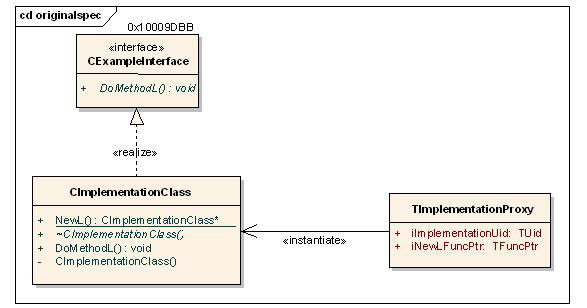 cd originalspec
0x10009DBB
«interface»
CExampleInterface
+ DoMethodL() : void
«realize»
CImplementationClass
+ NewL() : CImplementationClass*
+ ~CImplementationClass()
+ DoMethodL() : void
- CImplementationClass()
«instantiate»
TImplementationProxy
+ iImplementationUid: TUid
+ iNewLFuncPtr: TFuncPtr